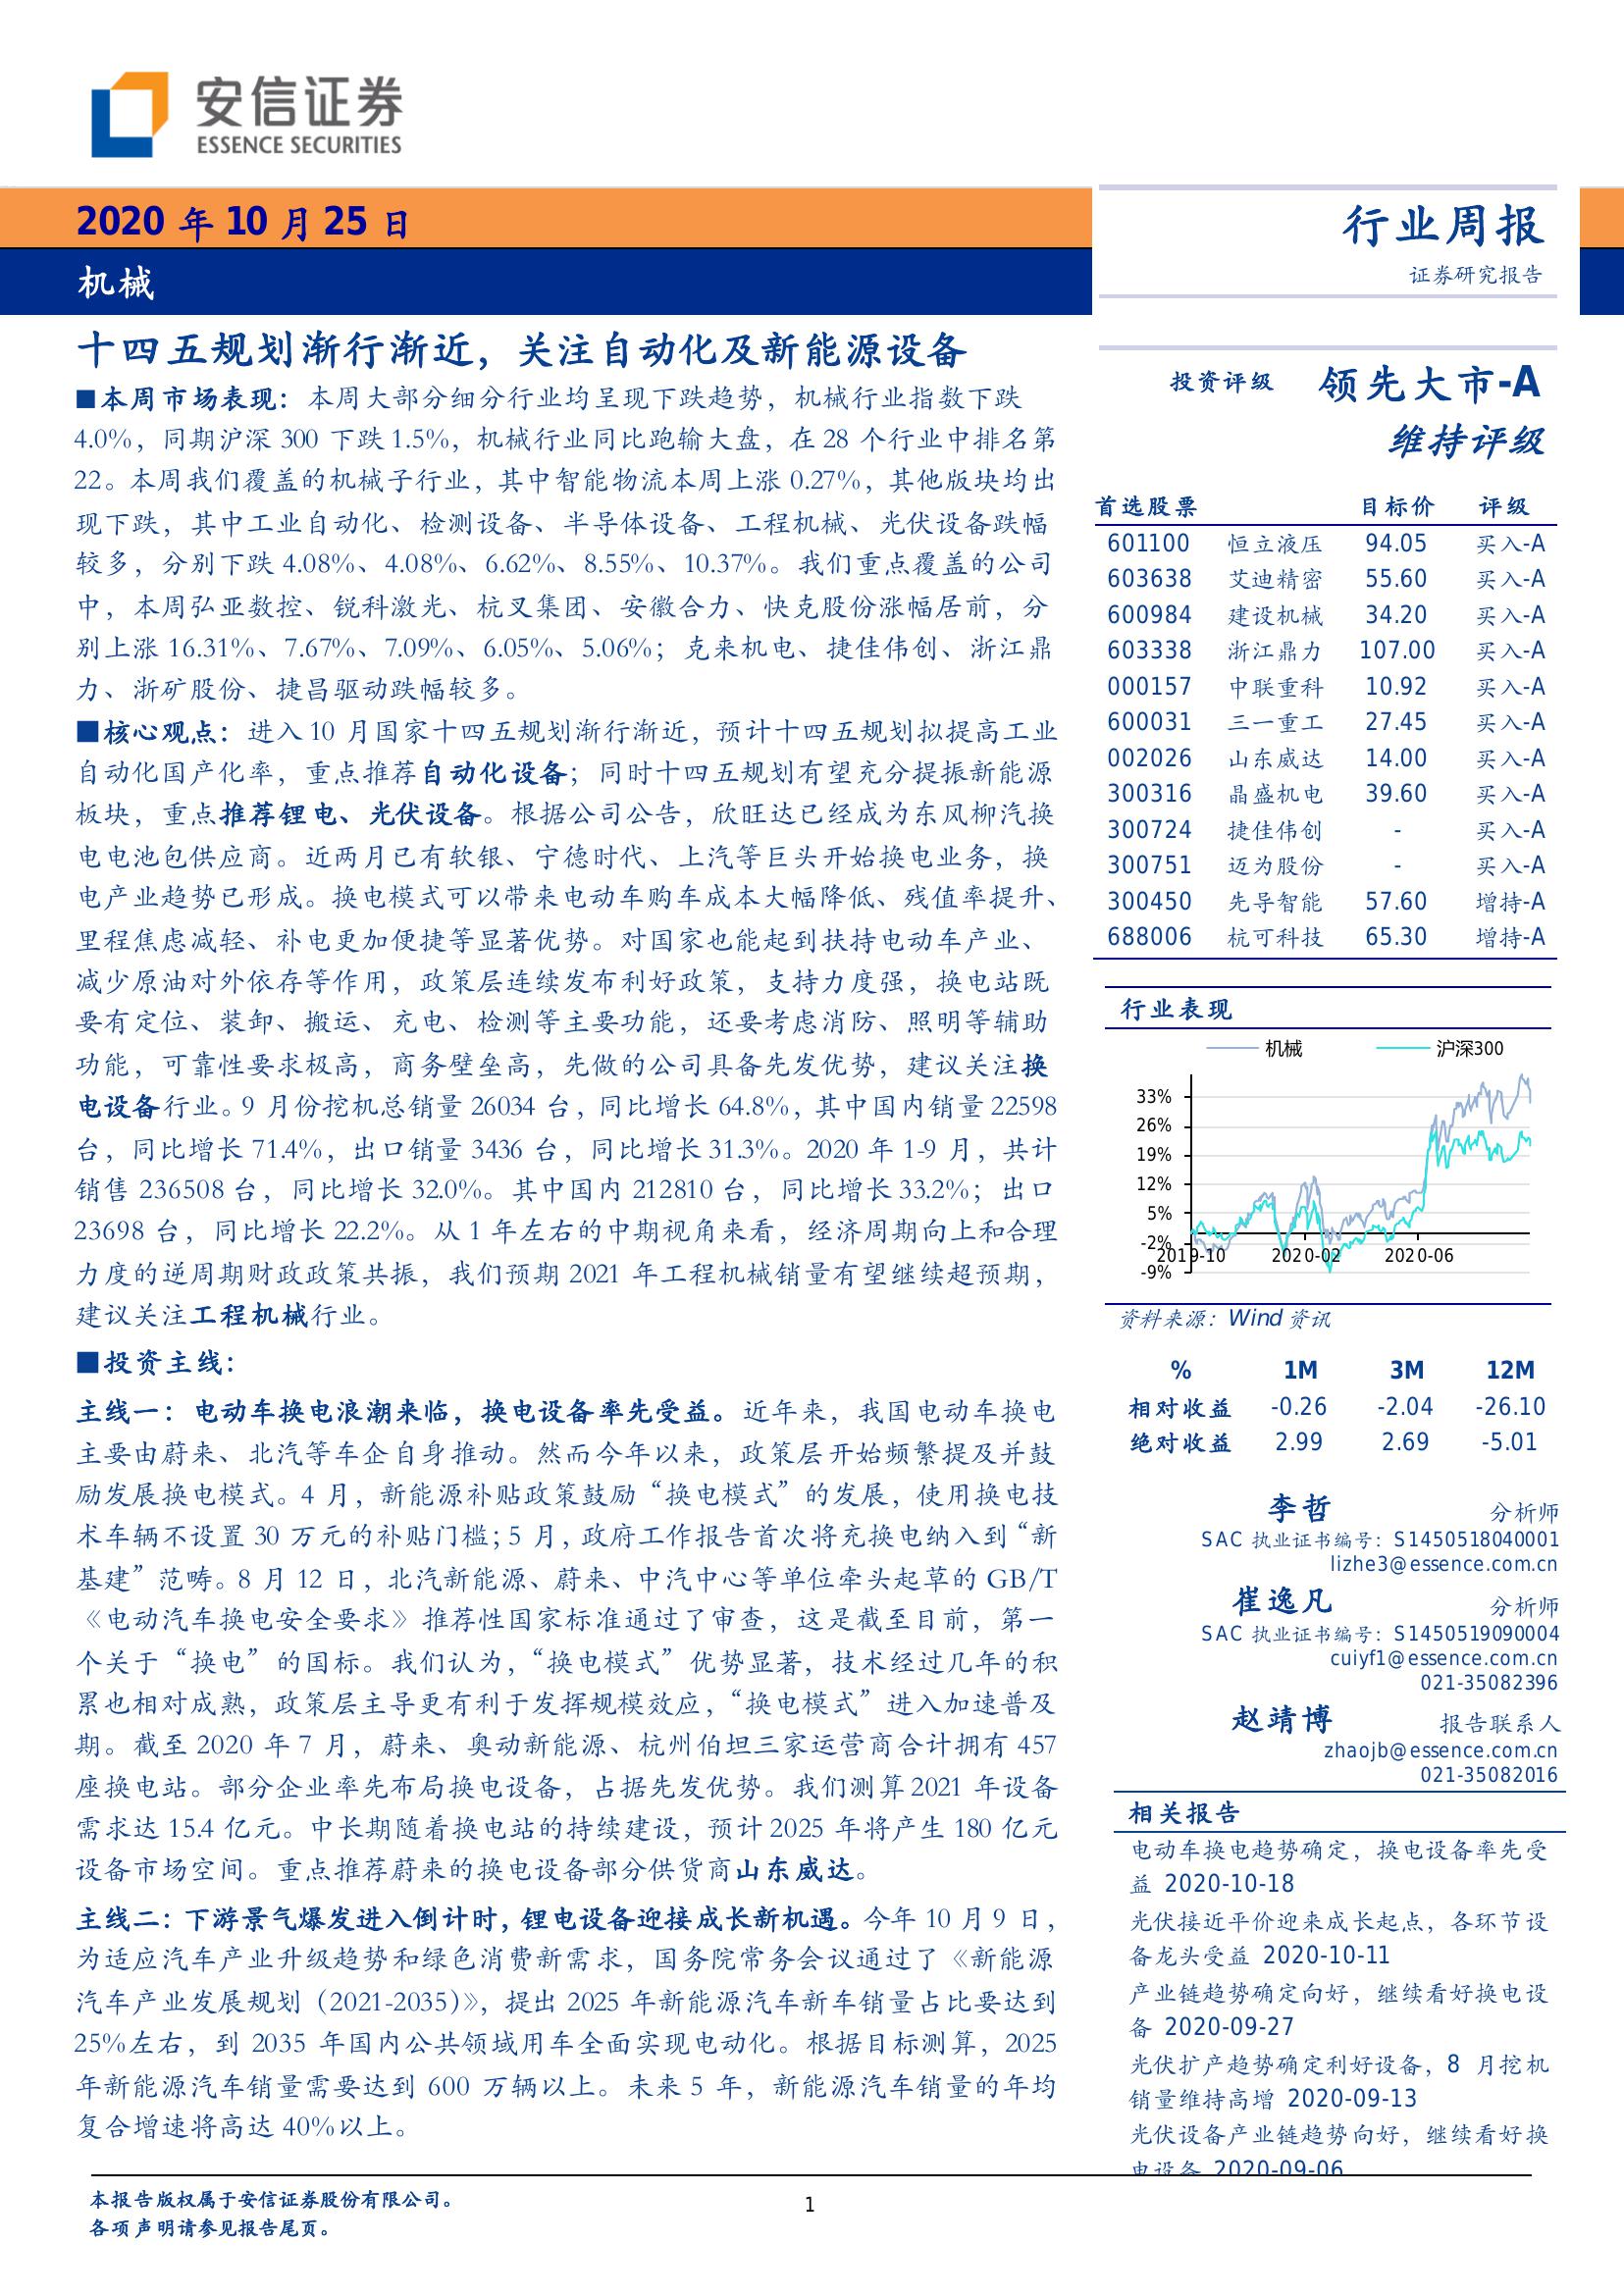 安信证券
ESSENCE SECURITIES
2020 年 10 月 25 日
机械
行业周报
证券研究报告
十四五规划渐行渐近，关注自动化及新能源设备
■本周市场表现：本周大部分细分行业均呈现下跌趋势，机械行业指数下跌
4.0%，同期沪深 300 下跌 1.5%，机械行业同比跑输大盘，在 28 个行业中排名第
22。本周我们覆盖的机械子行业，其中智能物流本周上涨 0.27%，其他版块均出
现下跌，其中工业自动化、检测设备、半导体设备、工程机械、光伏设备跌幅
较多，分别下跌 4.08%、4.08%、6.62%、8.55%、10.37%。我们重点覆盖的公司
中，本周弘亚数控、锐科激光、杭叉集团、安徽合力、快克股份涨幅居前，分
别上涨 16.31%、7.67%、7.09%、6.05%、5.06%；克来机电、捷佳伟创、浙江鼎
力、浙矿股份、捷昌驱动跌幅较多。
■核心观点：进入 10 月国家十四五规划渐行渐近，预计十四五规划拟提高工业
自动化国产化率，重点推荐自动化设备；同时十四五规划有望充分提振新能源
板块，重点推荐锂电、光伏设备。根据公司公告，欣旺达已经成为东风柳汽换
电电池包供应商。近两月已有软银、宁德时代、上汽等巨头开始换电业务，换
电产业趋势已形成。换电模式可以带来电动车购车成本大幅降低、残值率提升、
里程焦虑减轻、补电更加便捷等显著优势。对国家也能起到扶持电动车产业、
减少原油对外依存等作用，政策层连续发布利好政策，支持力度强，换电站既
要有定位、装卸、搬运、充电、检测等主要功能，还要考虑消防、照明等辅助
功能，可靠性要求极高，商务壁垒高，先做的公司具备先发优势，建议关注换
电设备行业。9 月份挖机总销量 26034 台，同比增长 64.8%，其中国内销量 22598
台，同比增长 71.4%，出口销量 3436 台，同比增长 31.3%。2020 年 1-9 月，共计
销售 236508 台，同比增长 32.0%。其中国内 212810 台，同比增长 33.2%；出口
23698 台，同比增长 22.2%。从 1 年左右的中期视角来看，经济周期向上和合理
力度的逆周期财政政策共振，我们预期 2021 年工程机械销量有望继续超预期，
建议关注工程机械行业。
■投资主线：
主线一：电动车换电浪潮来临，换电设备率先受益。近年来，我国电动车换电
主要由蔚来、北汽等车企自身推动。然而今年以来，政策层开始频繁提及并鼓
励发展换电模式。4 月，新能源补贴政策鼓励“换电模式”的发展，使用换电技
术车辆不设置 30 万元的补贴门槛；5 月，政府工作报告首次将充换电纳入到“新
基建”范畴。8 月 12 日，北汽新能源、蔚来、中汽中心等单位牵头起草的 GB/T
《电动汽车换电安全要求》推荐性国家标准通过了审查，这是截至目前，第一
个关于“换电”的国标。我们认为，“换电模式”优势显著，技术经过几年的积
累也相对成熟，政策层主导更有利于发挥规模效应，“换电模式”进入加速普及
期。截至 2020 年 7 月，蔚来、奥动新能源、杭州伯坦三家运营商合计拥有 457
座换电站。部分企业率先布局换电设备，占据先发优势。我们测算 2021 年设备
需求达 15.4 亿元。中长期随着换电站的持续建设，预计 2025 年将产生 180 亿元
设备市场空间。重点推荐蔚来的换电设备部分供货商山东威达。
主线二：下游景气爆发进入倒计时，锂电设备迎接成长新机遇。今年 10 月 9 日，
为适应汽车产业升级趋势和绿色消费新需求，国务院常务会议通过了《新能源
汽车产业发展规划（2021-2035）》，提出 2025 年新能源汽车新车销量占比要达到
25%左右，到 2035 年国内公共领域用车全面实现电动化。根据目标测算，2025
年新能源汽车销量需要达到 600 万辆以上。未来 5 年，新能源汽车销量的年均
复合增速将高达 40%以上。
投资评级 领先大市-A
维持评级
首选股票 目标价 评级
601100 恒立液压 94.05 买入-A
603638 艾迪精密 55.60 买入-A
600984 建设机械 34.20 买入-A
603338 浙江鼎力 107.00 买入-A
000157 中联重科 10.92 买入-A
600031 三一重工 27.45 买入-A
002026 山东威达 14.00 买入-A
300316 晶盛机电 39.60 买入-A
300724 捷佳伟创 - 买入-A
300751 迈为股份 - 买入-A
300450 先导智能 57.60 增持-A
688006 杭可科技 65.30 增持-A
行业表现
机械 沪深300
33%
26%
19%
12%
5%
-2%
-9%
2019-10 2020-02 2020-06
资料来源：Wind 资讯
% 1M 3M 12M
相对收益 -0.26 -2.04 -26.10
绝对收益 2.99 2.69 -5.01
李哲 分析师
SAC 执业证书编号：S1450518040001
lizhe3@essence.com.cn
崔逸凡 分析师
SAC 执业证书编号：S1450519090004
cuiyf1@essence.com.cn
021-35082396
赵靖博 报告联系人
zhaojb@essence.com.cn
021-35082016
相关报告
电动车换电趋势确定，换电设备率先受
益 2020-10-18
光伏接近平价迎来成长起点，各环节设
备龙头受益 2020-10-11
产业链趋势确定向好，继续看好换电设
备 2020-09-27
光伏扩产趋势确定利好设备，8 月挖机
销量维持高增 2020-09-13
光伏设备产业链趋势向好，继续看好换
电设备 2020-09-06
本报告版权属于安信证券股份有限公司。
各项声明请参见报告尾页。
1